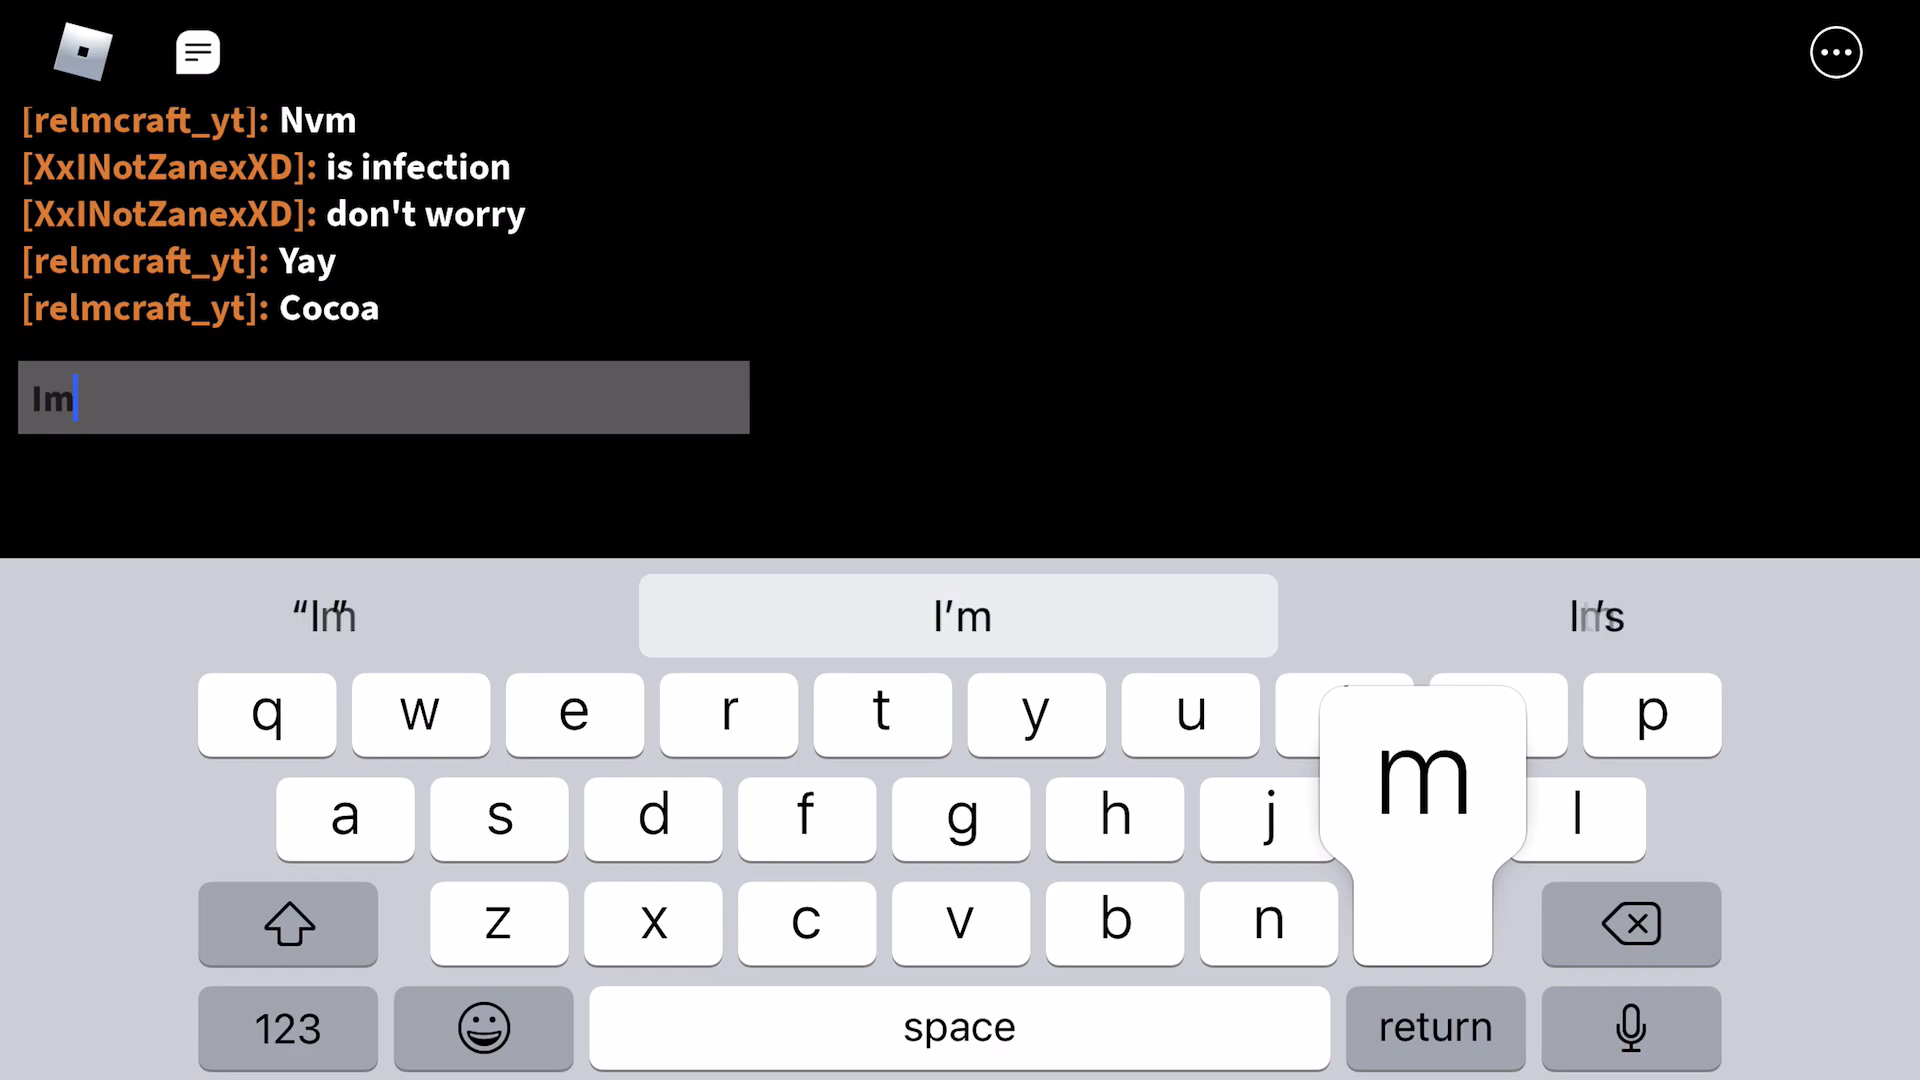 [relmcraft_yt]: Nvm
[XxINotZanexXD]: is infection
[XxINotZanexXD]: don't worry
[relmcraft_yt]: Yay
[relmcraft_yt]: Cocoa
Im
I’m
q w e r t y u p
a s d f g h j l
z x c v b n m
123 space return